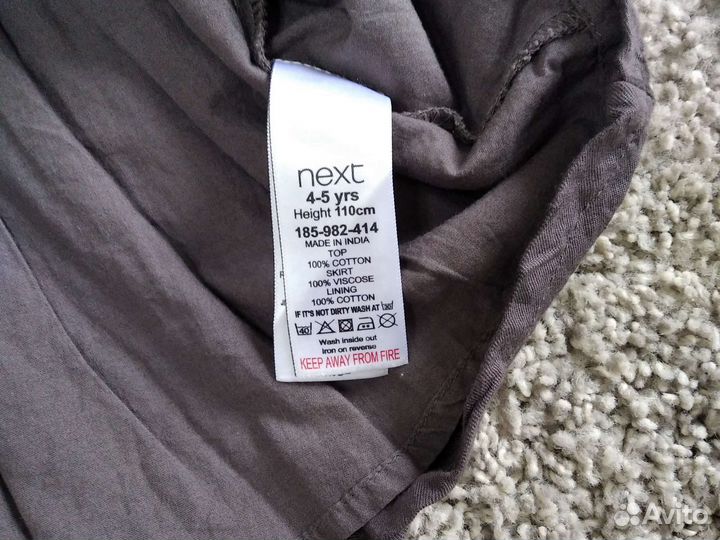 next
4-5 yrs
Height 110cm
185-982-414
MADE IN INDIA
TOP
100% COTTON
SKIRT
100% VISCOSE
LINING
100% COTTON
IF IT'S NOT DIRTY WASH AT 30
40
Wash inside out
iron on reverse
KEEP AWAY FROM FIRE
Avito